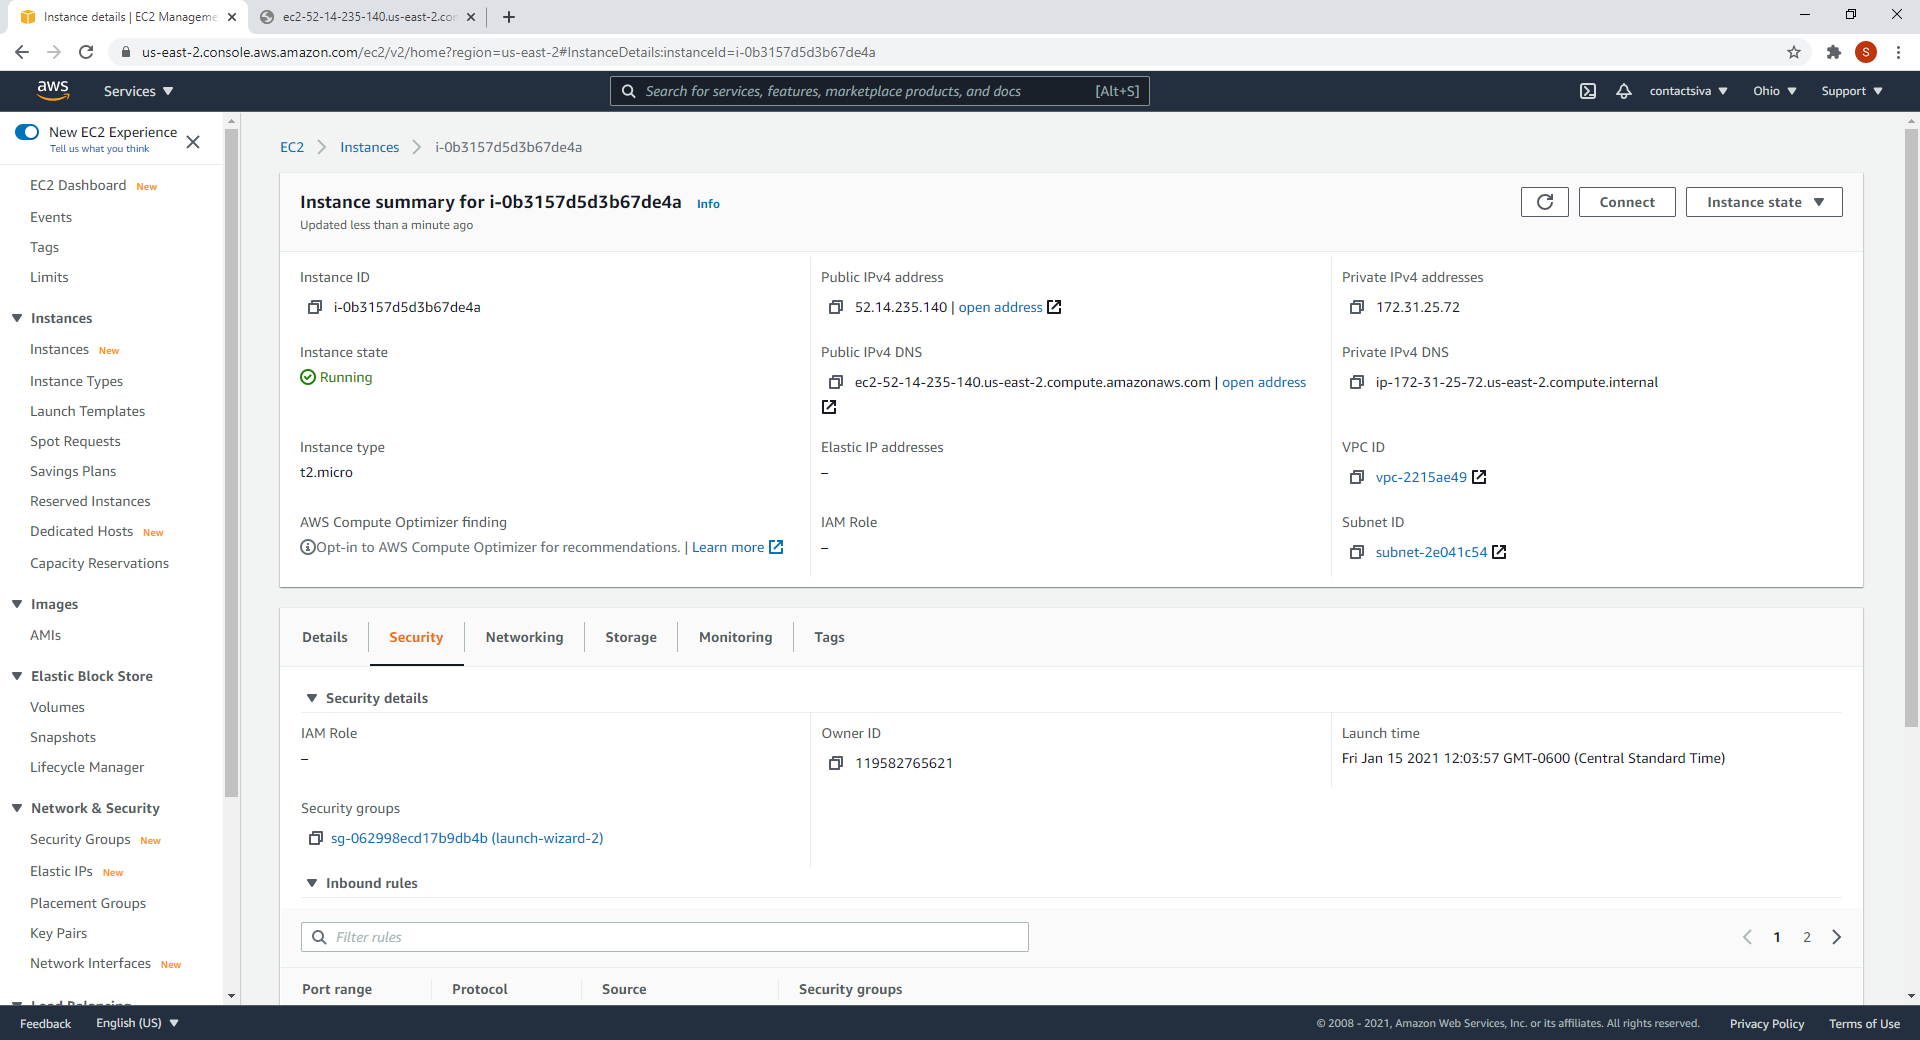 Instance details | EC2 Manageme
ec2-52-14-235-140.us-east-2.con
us-east-2.console.aws.amazon.com/ec2/v2/home?region=us-east-2#InstanceDetails:instanceId=i-0b3157d5d3b67de4a
S
aws
Services
Search for services, features, marketplace products, and docs
[Alt+S]
contactsiva
Ohio
Support
New EC2 Experience
Tell us what you think
EC2 Dashboard New
Events
Tags
Limits
Instances
Instances New
Instance Types
Launch Templates
Spot Requests
Savings Plans
Reserved Instances
Dedicated Hosts New
Capacity Reservations
Images
AMIs
Elastic Block Store
Volumes
Snapshots
Lifecycle Manager
Network & Security
Security Groups New
Elastic IPs New
Placement Groups
Key Pairs
Network Interfaces New
Load Balancing
EC2 > Instances > i-0b3157d5d3b67de4a
Instance summary for i-0b3157d5d3b67de4a Info
Updated less than a minute ago
Connect
Instance state
Instance ID
i-0b3157d5d3b67de4a
Public IPv4 address
52.14.235.140 | open address
Private IPv4 addresses
172.31.25.72
Instance state
Running
Public IPv4 DNS
ec2-52-14-235-140.us-east-2.compute.amazonaws.com | open address
Private IPv4 DNS
ip-172-31-25-72.us-east-2.compute.internal
Instance type
t2.micro
Elastic IP addresses
–
VPC ID
vpc-2215ae49
AWS Compute Optimizer finding
Opt-in to AWS Compute Optimizer for recommendations. | Learn more
IAM Role
–
Subnet ID
subnet-2e041c54
Details
Security
Networking
Storage
Monitoring
Tags
Security details
IAM Role
–
Owner ID
119582765621
Launch time
Fri Jan 15 2021 12:03:57 GMT-0600 (Central Standard Time)
Security groups
sg-062998ecd17b9db4b (launch-wizard-2)
Inbound rules
Filter rules
1 2
Port range
Protocol
Source
Security groups
Feedback
English (US)
© 2008 - 2021, Amazon Web Services, Inc. or its affiliates. All rights reserved.
Privacy Policy
Terms of Use